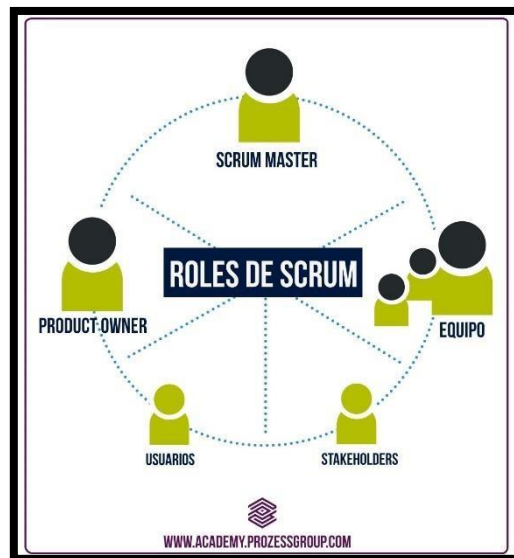 SCRUM MASTER
ROLES DE SCRUM
PRODUCT OWNER
EQUIPO
USUARIOS
STAKEHOLDERS
WWW.ACADEMY.PROZESSGROUP.COM